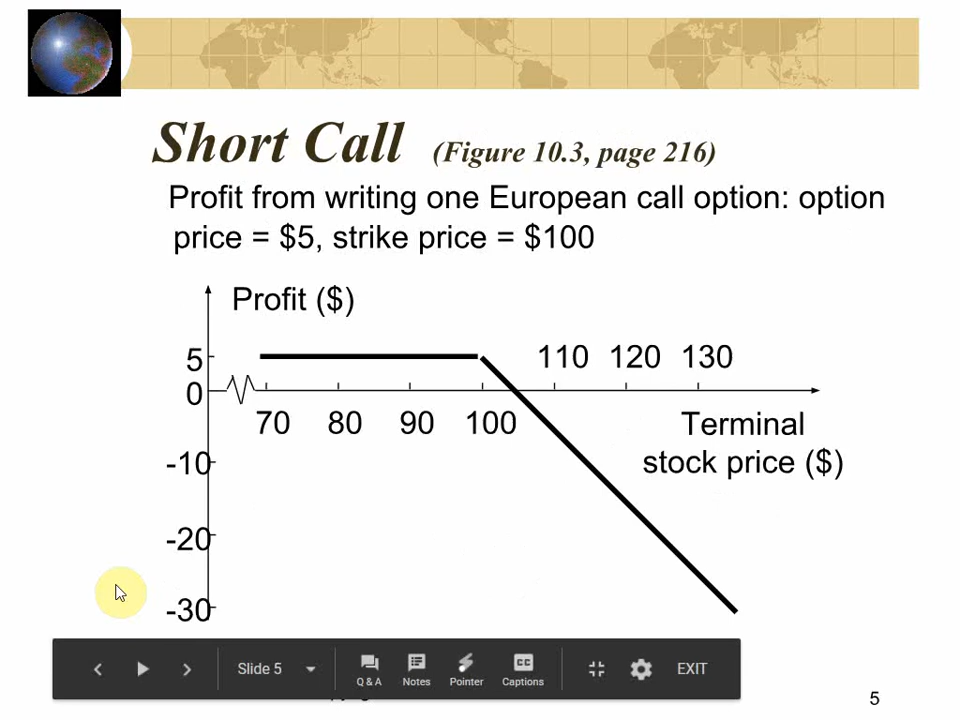 Short Call (Figure 10.3, page 216)
Profit from writing one European call option: option
price = $5, strike price = $100
Profit ($)
5
110 120 130
0
70 80 90 100
Terminal
stock price ($)
-10
-20
-30
Slide 5
Q & A
Notes
Pointer
CC
Captions
EXIT
5